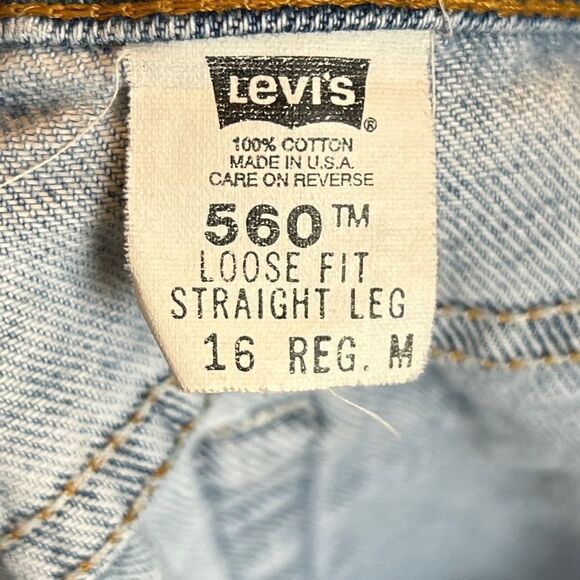 Levi's
®
100% COTTON
MADE IN U.S.A.
CARE ON REVERSE
560™
LOOSE FIT
STRAIGHT LEG
16 REG. M